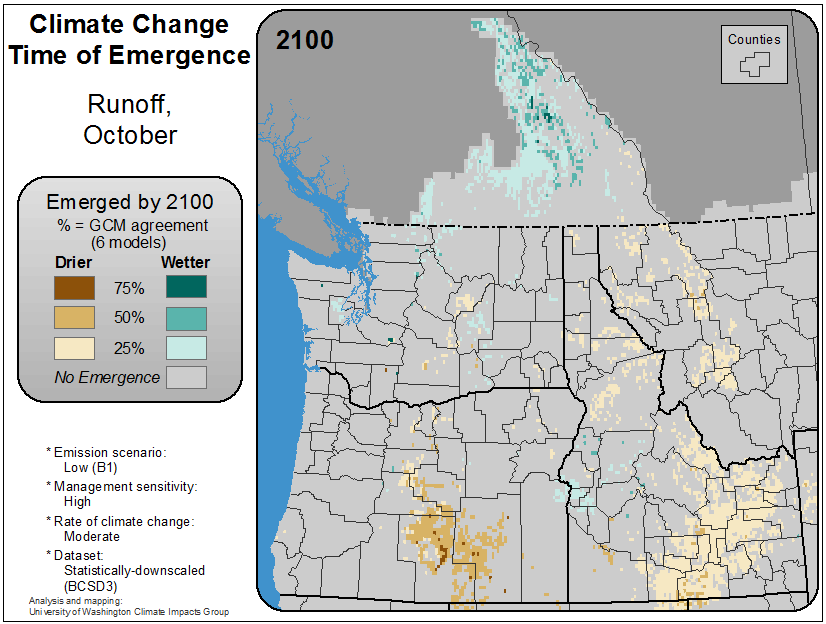 Climate Change
Time of Emergence
Runoff,
October
Emerged by 2100
% = GCM agreement
(6 models)
Drier Wetter
75%
50%
25%
No Emergence
* Emission scenario:
Low (B1)
* Management sensitivity:
High
* Rate of climate change:
Moderate
* Dataset:
Statistically-downscaled
(BCSD3)
Analysis and mapping:
University of Washington Climate Impacts Group
2100
Counties